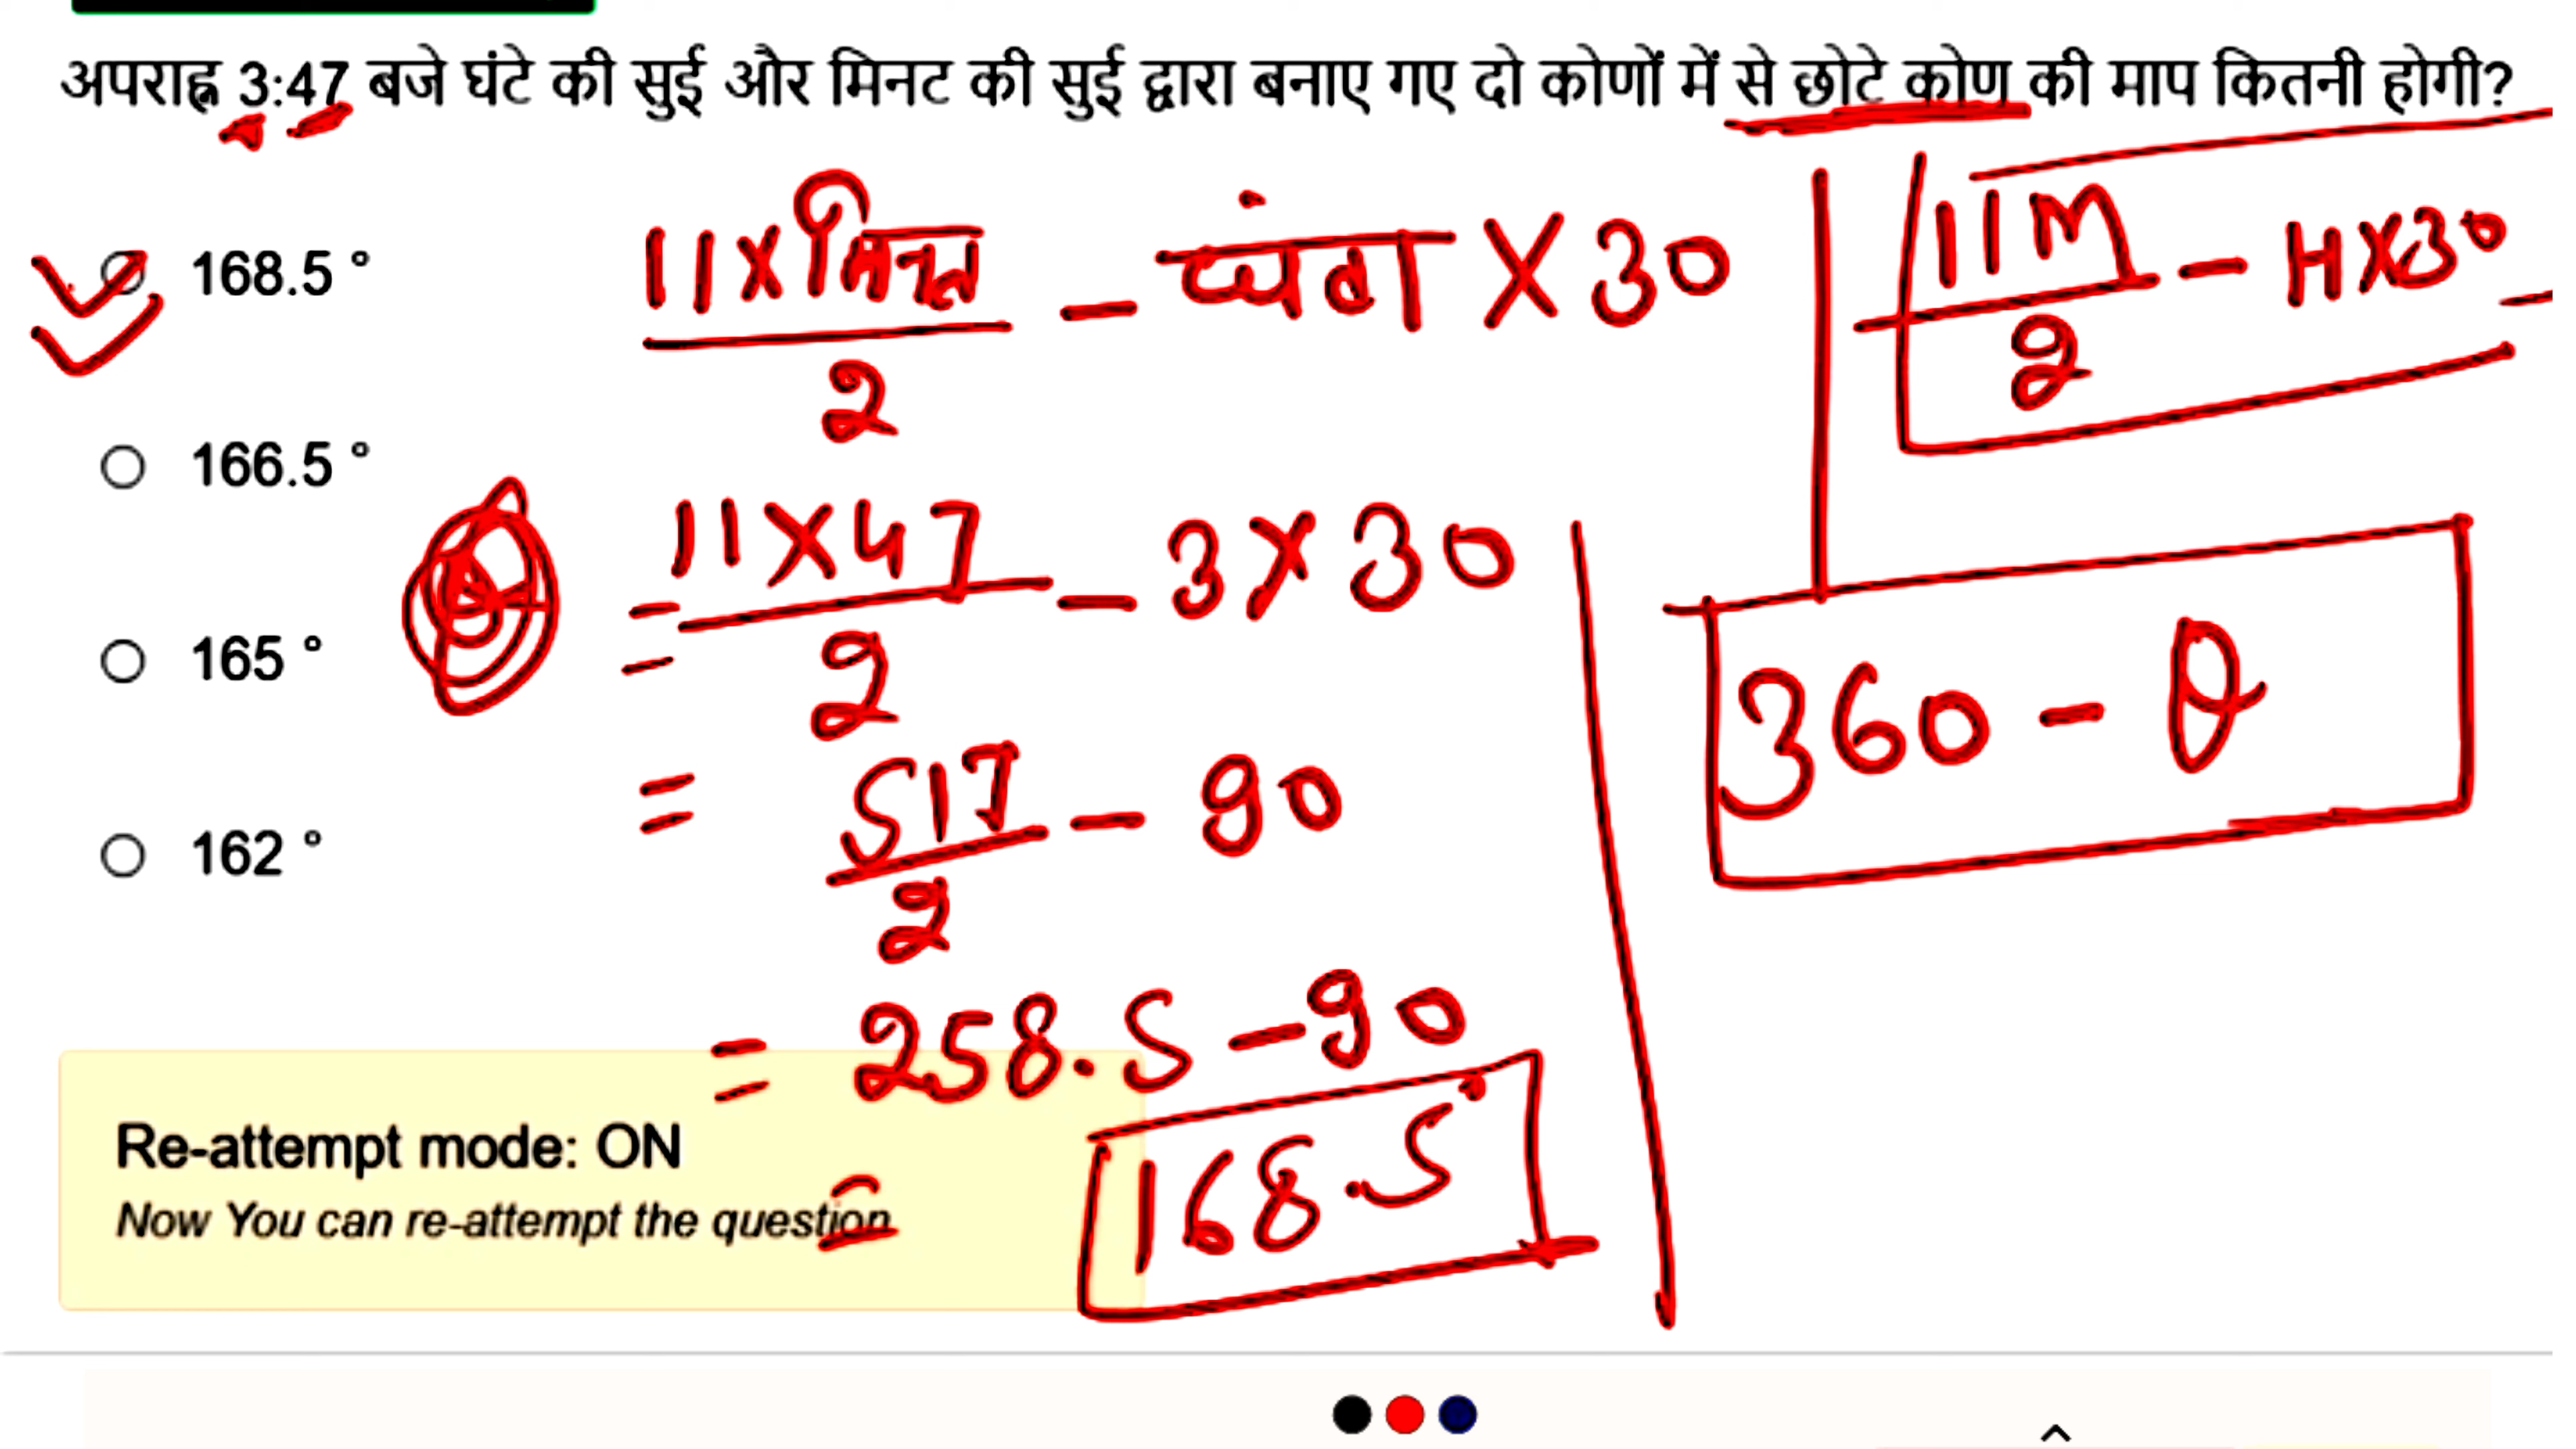 अपराह्न 3:47 बजे घंटे की सुई और मिनट की सुई द्वारा बनाए गए दो कोणों में से छोटे कोण की माप कितनी होगी?
168.5 °
166.5 °
165 °
162 °
11 X मिनट / 2 - घंटा X 30
= 11 X 47 / 2 - 3 X 30
= 517 / 2 - 90
= 258.5 - 90
= 168.5°
11M / 2 - H X 30
360 - θ
Re-attempt mode: ON
Now You can re-attempt the question